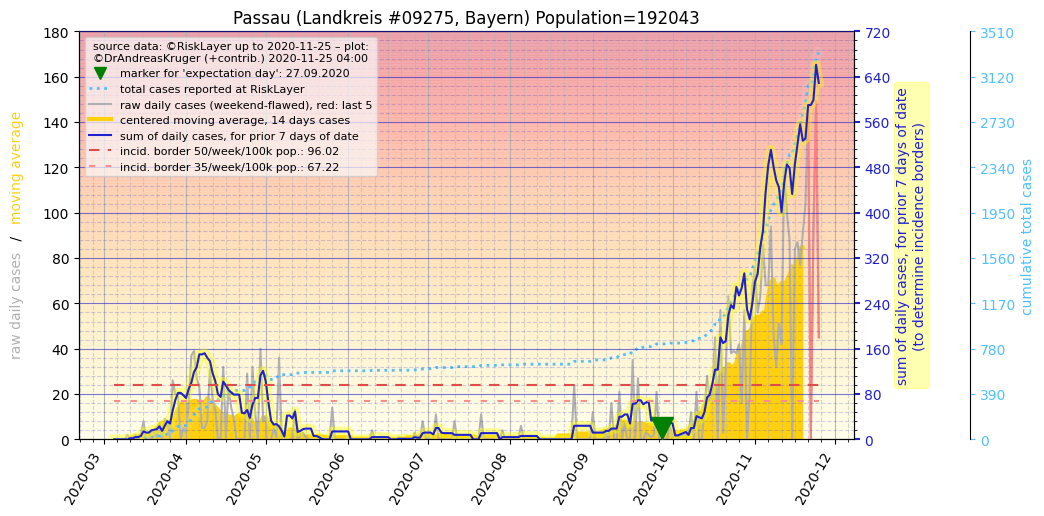 Passau (Landkreis #09275, Bayern) Population=192043
source data: ©RiskLayer up to 2020-11-25 – plot:
©DrAndreasKruger (+contrib.) 2020-11-25 04:00
marker for 'expectation day': 27.09.2020
total cases reported at RiskLayer
raw daily cases (weekend-flawed), red: last 5
centered moving average, 14 days cases
sum of daily cases, for prior 7 days of date
incid. border 50/week/100k pop.: 96.02
incid. border 35/week/100k pop.: 67.22
raw daily cases / moving average
180
160
140
120
100
80
60
40
20
0
2020-03
2020-04
2020-05
2020-06
2020-07
2020-08
2020-09
2020-10
2020-11
2020-12
720
640
560
480
400
320
240
160
80
0
sum of daily cases, for prior 7 days of date
(to determine incidence borders)
3510
3120
2730
2340
1950
1560
1170
780
390
0
cumulative total cases